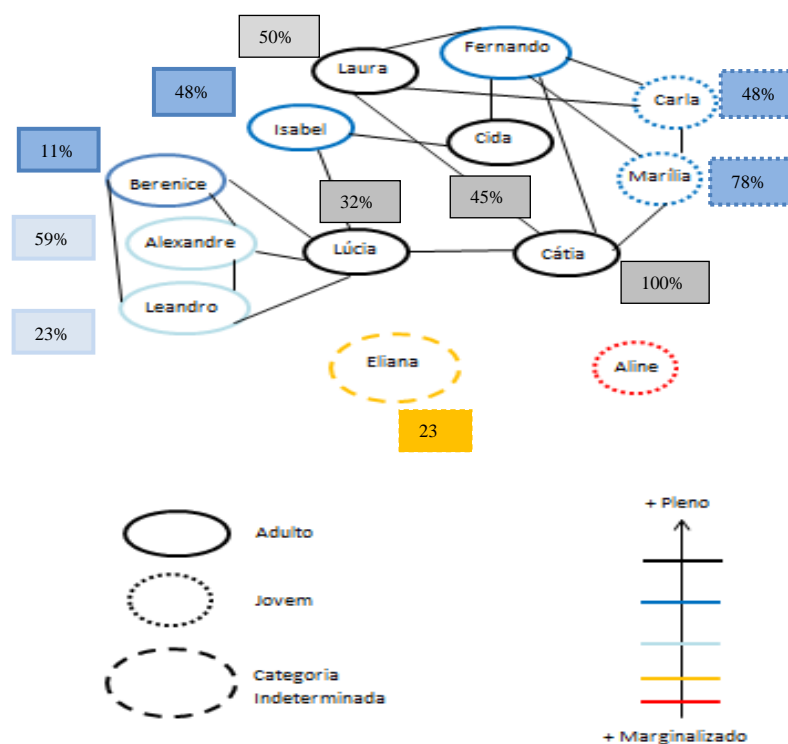 50%
Fernando
Laura
48%
Carla
48%
Isabel
Cida
11%
Berenice
Marília
78%
32%
45%
59%
Alexandre
Lúcia
Cátia
100%
Leandro
23%
Eliana
Aline
23
+ Pleno
Adulto
Jovem
Categoria
Indeterminada
+ Marginalizado